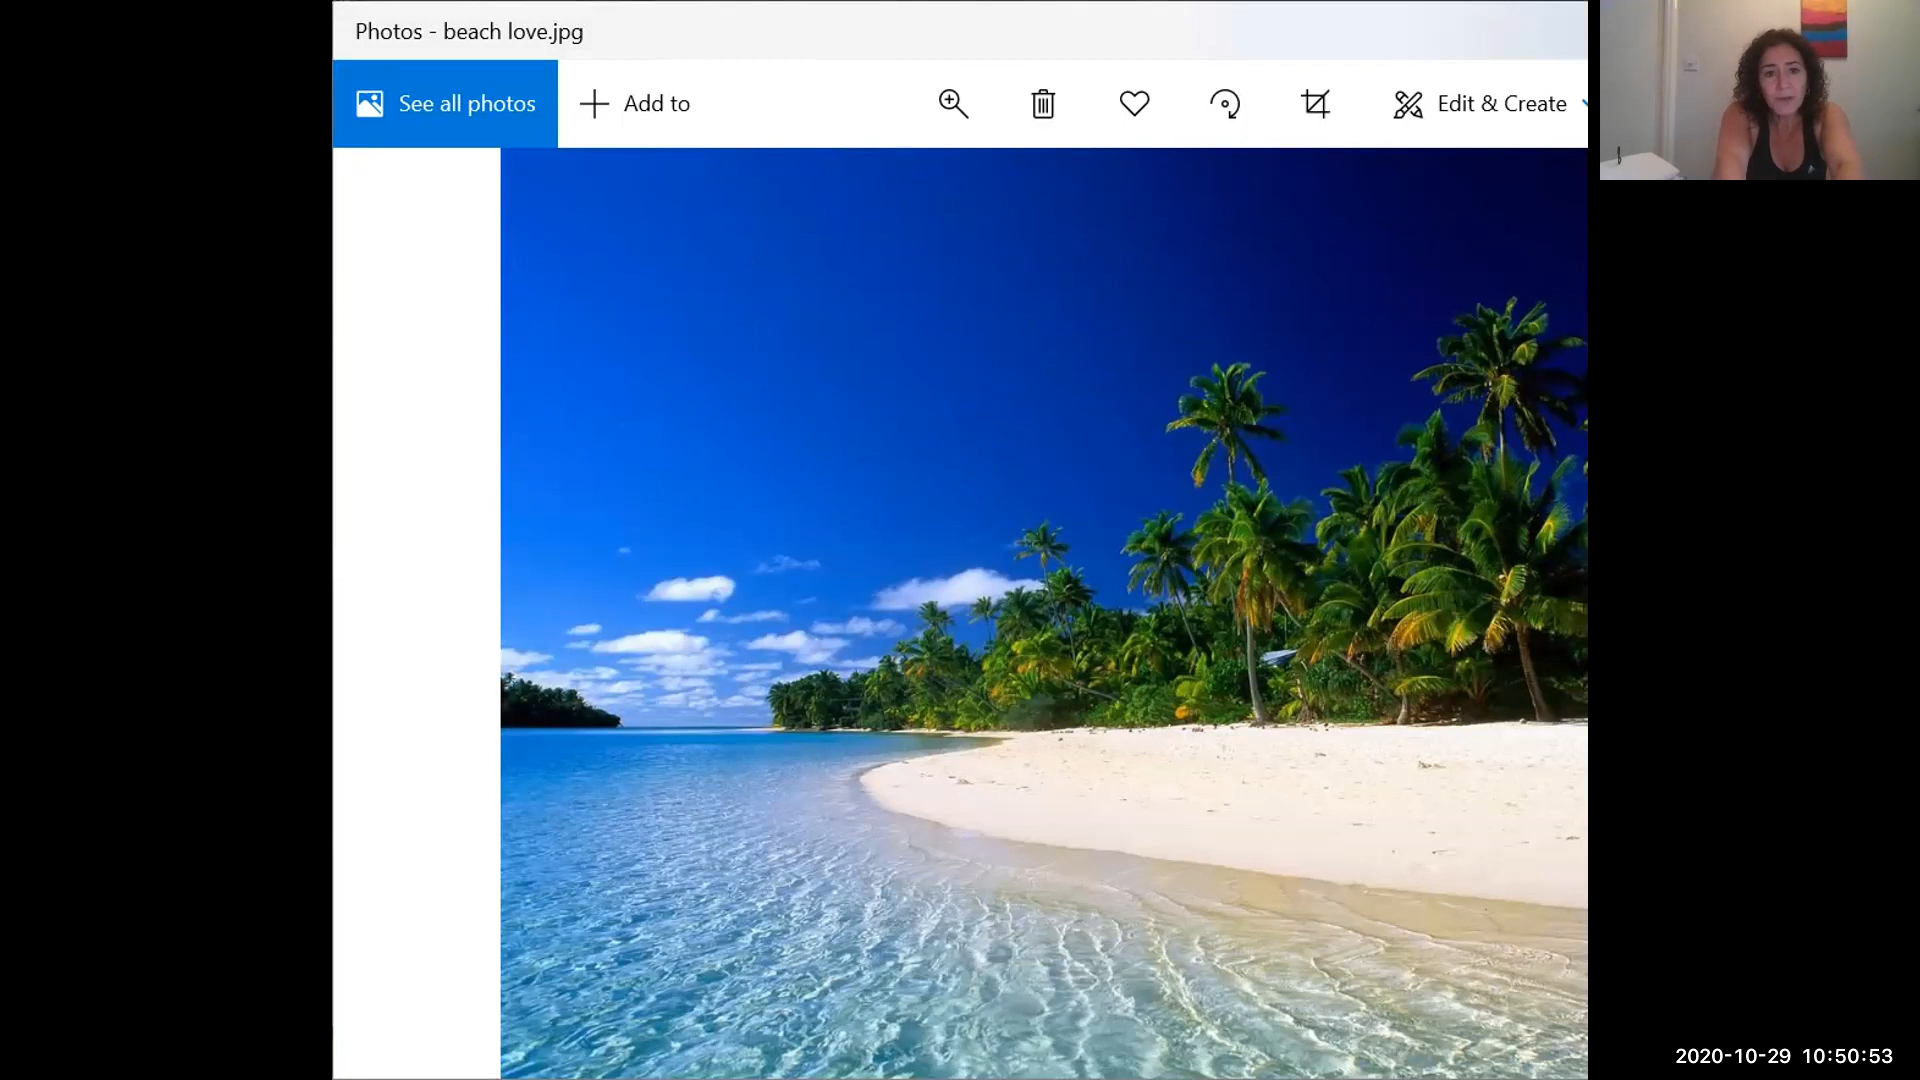 Photos - beach love.jpg
See all photos
Add to
Edit & Create
2020-10-29 10:50:53